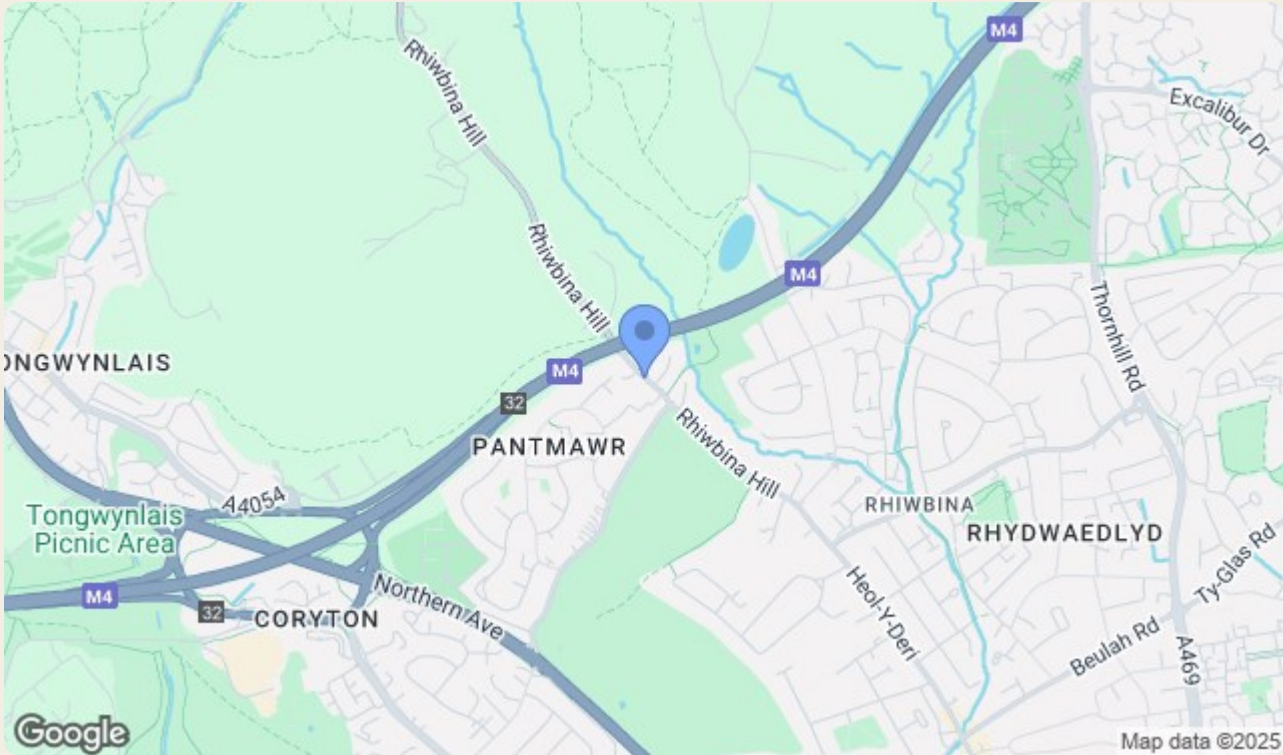 M4
Rhiwbina Hill
Excalibur Dr
Rhiwbina Hill
M4
Thornhill Rd
ONGWYNLAIS
M4
32
PANTMAWR
Rhiwbina Hill
A4054
RHIWBINA
Tongwynlais
Picnic Area
RHYDWAEDLYD
Ty-Glas Rd
M4
32
CORYTON
Northern Ave
Heol-Y-Deri
Beulah Rd
A469
Google
Map data ©2025